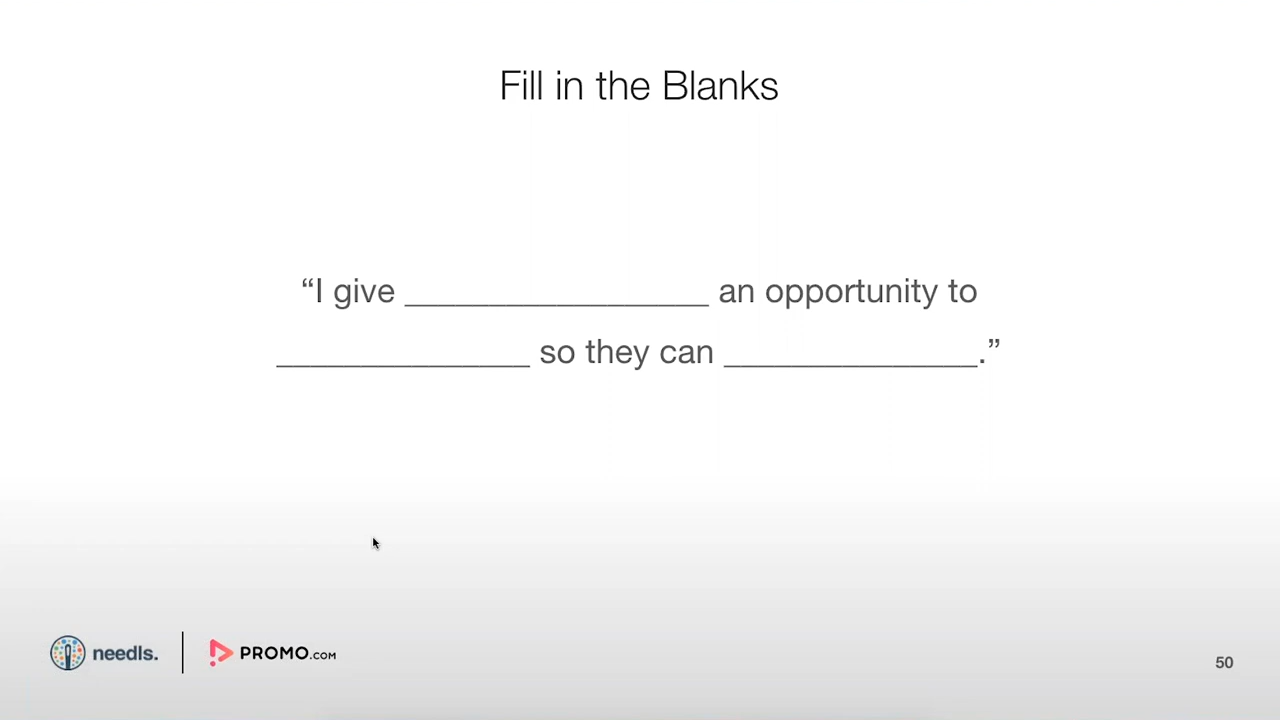 Fill in the Blanks
“I give __________________ an opportunity to
_______________ so they can _______________.”
needls.
PROMO.COM
50